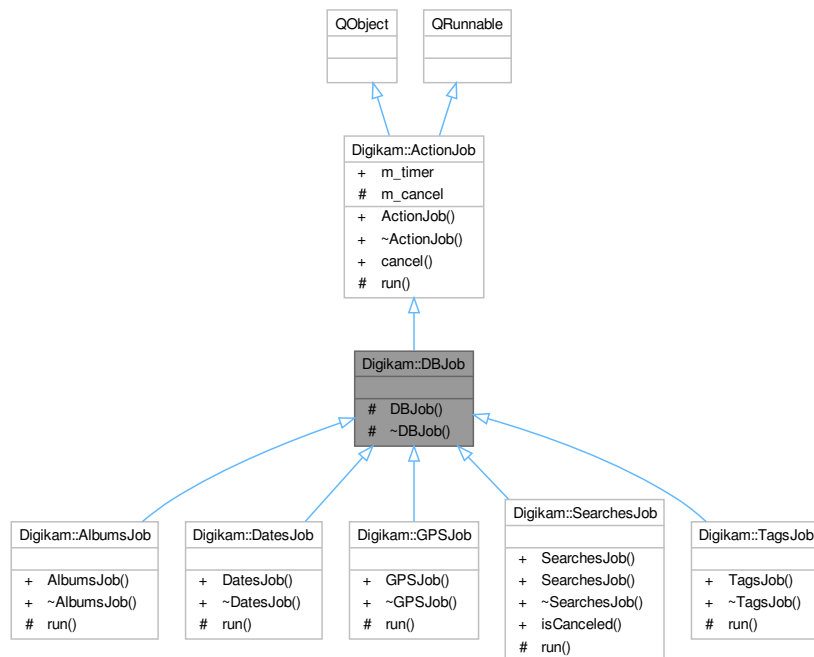 QObject
QRunnable
Digikam::ActionJob
+ m_timer
# m_cancel
+ ActionJob()
+ ~ActionJob()
+ cancel()
# run()
Digikam::DBJob
# DBJob()
# ~DBJob()
Digikam::AlbumsJob
+ AlbumsJob()
+ ~AlbumsJob()
# run()
Digikam::DatesJob
+ DatesJob()
+ ~DatesJob()
# run()
Digikam::GPSJob
+ GPSJob()
+ ~GPSJob()
# run()
Digikam::SearchesJob
+ SearchesJob()
+ SearchesJob()
+ ~SearchesJob()
+ isCanceled()
# run()
Digikam::TagsJob
+ TagsJob()
+ ~TagsJob()
# run()